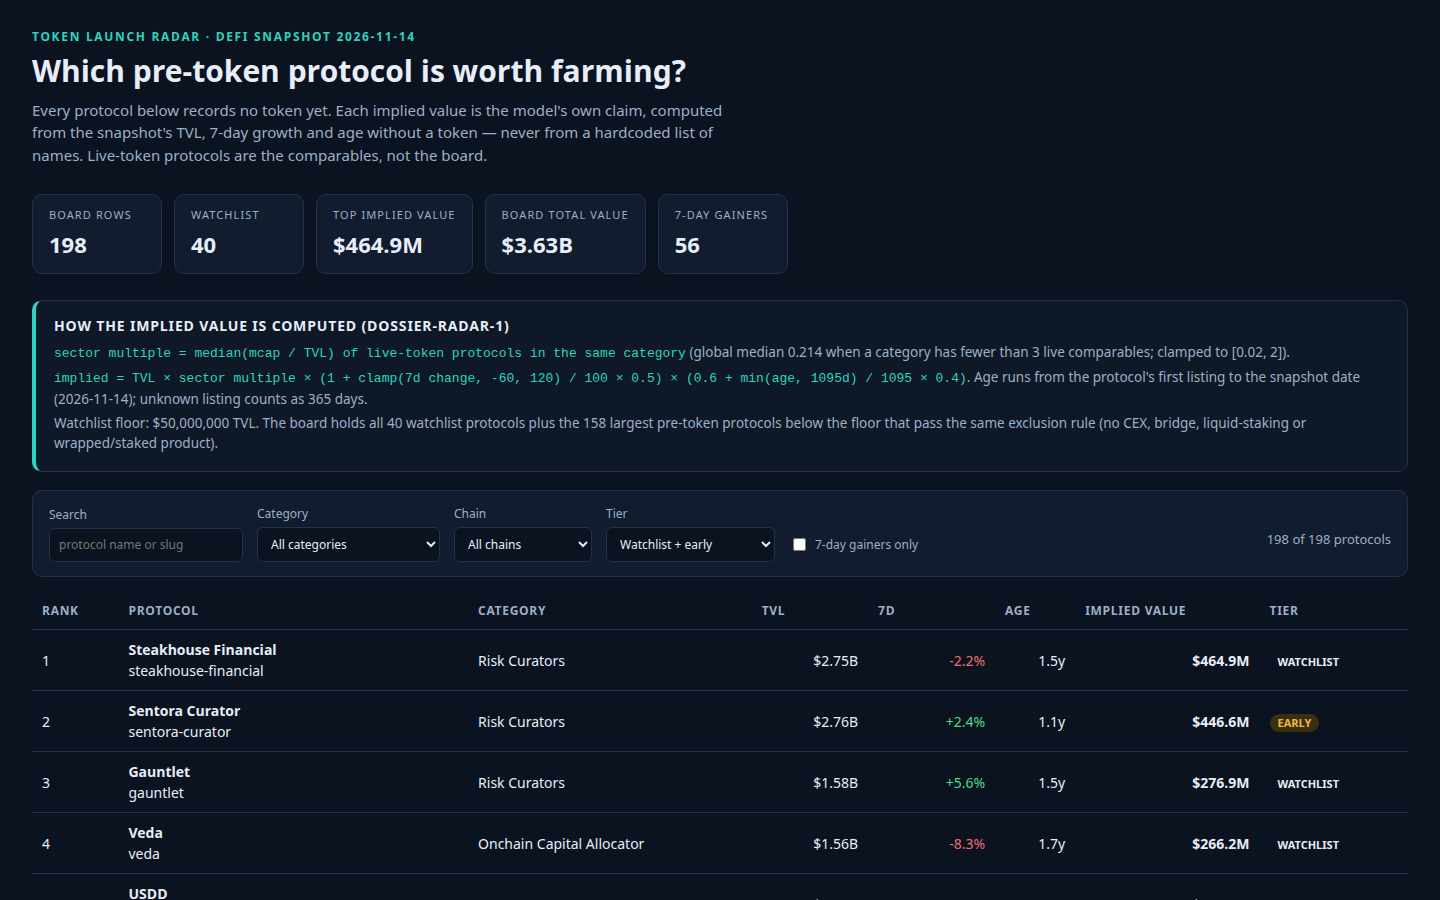 TOKEN LAUNCH RADAR · DEFI SNAPSHOT 2026-11-14
Which pre-token protocol is worth farming?
Every protocol below records no token yet. Each implied value is the model's own claim, computed
from the snapshot's TVL, 7-day growth and age without a token — never from a hardcoded list of
names. Live-token protocols are the comparables, not the board.
BOARD ROWS WATCHLIST TOP IMPLIED VALUE BOARD TOTAL VALUE 7-DAY GAINERS
198 40 $464.9M $3.63B 56
HOW THE IMPLIED VALUE IS COMPUTED (DOSSIER-RADAR-1)
sector multiple = median(mcap / TVL) of live-token protocols in the same category (global median 0.214 when a category has fewer than 3 live comparables; clamped to [0.02, 2]).
implied = TVL × sector multiple × (1 + clamp(7d change, -60, 120) / 100 × 0.5) × (0.6 + min(age, 1095d) / 1095 × 0.4). Age runs from the protocol's first listing to the snapshot date
(2026-11-14); unknown listing counts as 365 days.
Watchlist floor: $50,000,000 TVL. The board holds all 40 watchlist protocols plus the 158 largest pre-token protocols below the floor that pass the same exclusion rule (no CEX, bridge, liquid-staking or
wrapped/staked product).
Search Category Chain Tier
protocol name or slug All categories All chains Watchlist + early 7-day gainers only 198 of 198 protocols
RANK PROTOCOL CATEGORY TVL 7D AGE IMPLIED VALUE TIER
1 Steakhouse Financial Risk Curators $2.75B -2.2% 1.5y $464.9M WATCHLIST
steakhouse-financial
2 Sentora Curator Risk Curators $2.76B +2.4% 1.1y $446.6M EARLY
sentora-curator
3 Gauntlet Risk Curators $1.58B +5.6% 1.5y $276.9M WATCHLIST
gauntlet
4 Veda Onchain Capital Allocator $1.56B -8.3% 1.7y $266.2M WATCHLIST
veda
USDD